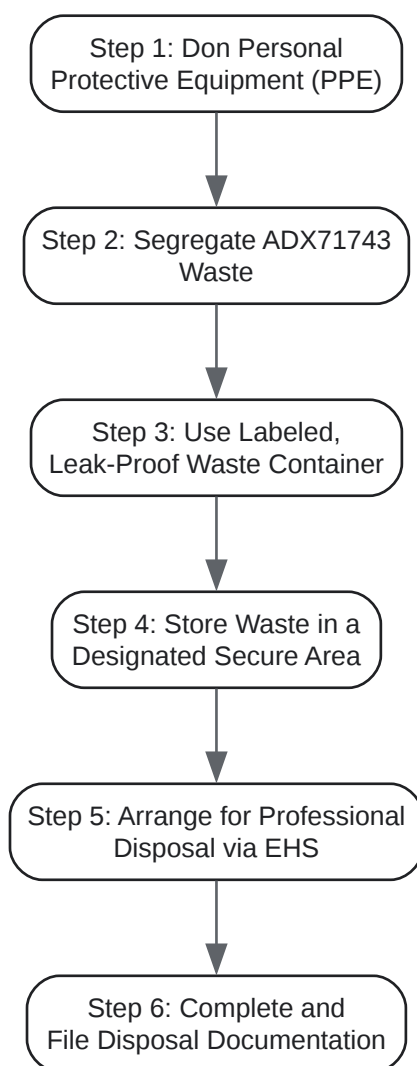 Step 1: Don Personal
Protective Equipment (PPE)
Step 2: Segregate ADX71743
Waste
Step 3: Use Labeled,
Leak-Proof Waste Container
Step 4: Store Waste in a
Designated Secure Area
Step 5: Arrange for Professional
Disposal via EHS
Step 6: Complete and
File Disposal Documentation